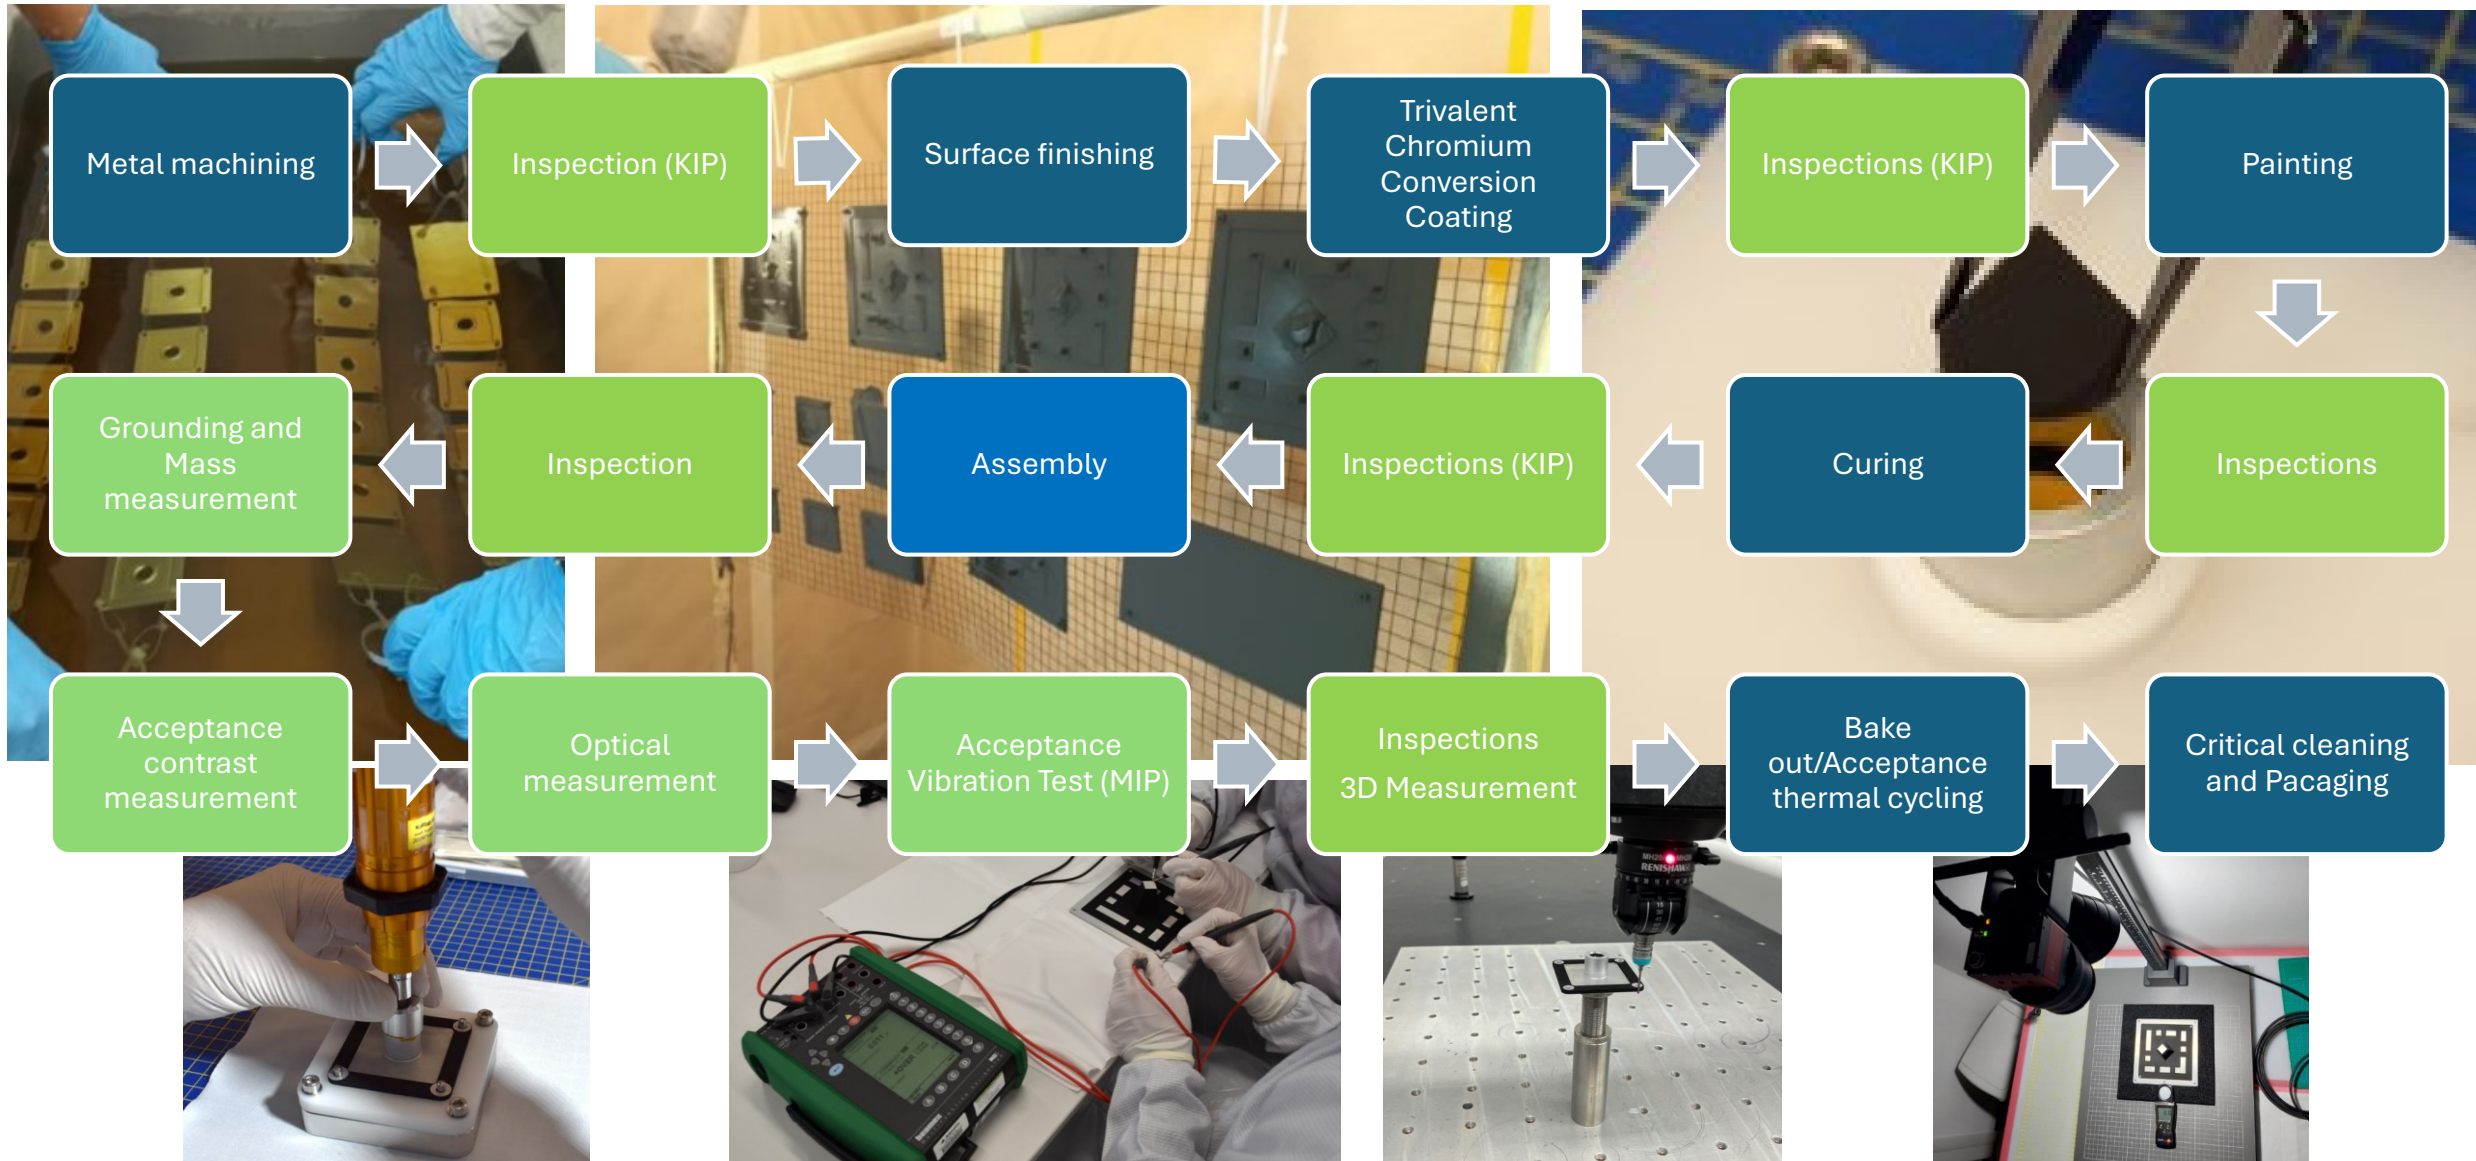 Metal machining
Inspection (KIP)
Surface finishing
Trivalent
Chromium
Conversion
Coating
Inspections (KIP)
Painting
Inspections
Curing
Inspections (KIP)
Assembly
Inspection
Grounding and
Mass
measurement
Acceptance
contrast
measurement
Optical
measurement
Acceptance
Vibration Test (MIP)
Inspections
3D Measurement
Bake
out/Acceptance
thermal cycling
Critical cleaning
and Pacaging
RENISHAW